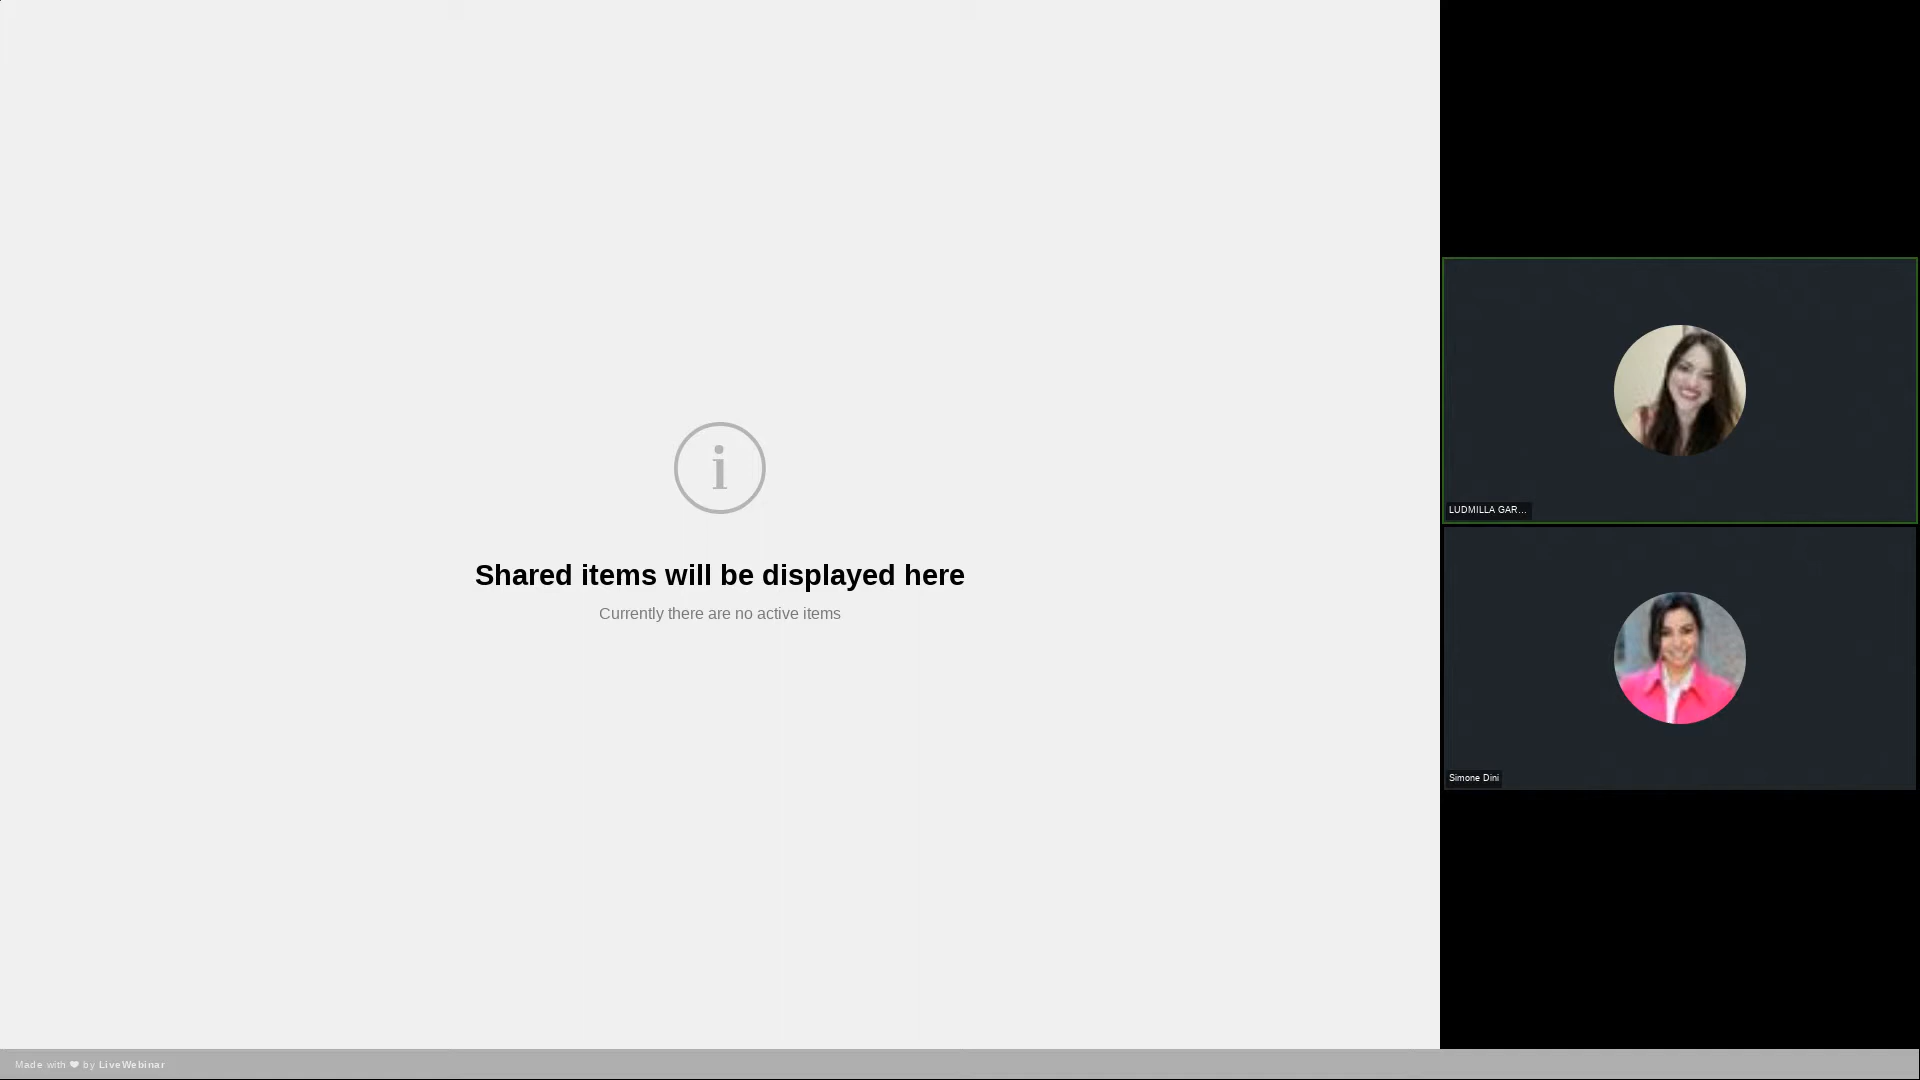 Shared items will be displayed here
Currently there are no active items
LUDMILLA GAR...
Simone Dini
Made with ❤ by LiveWebinar